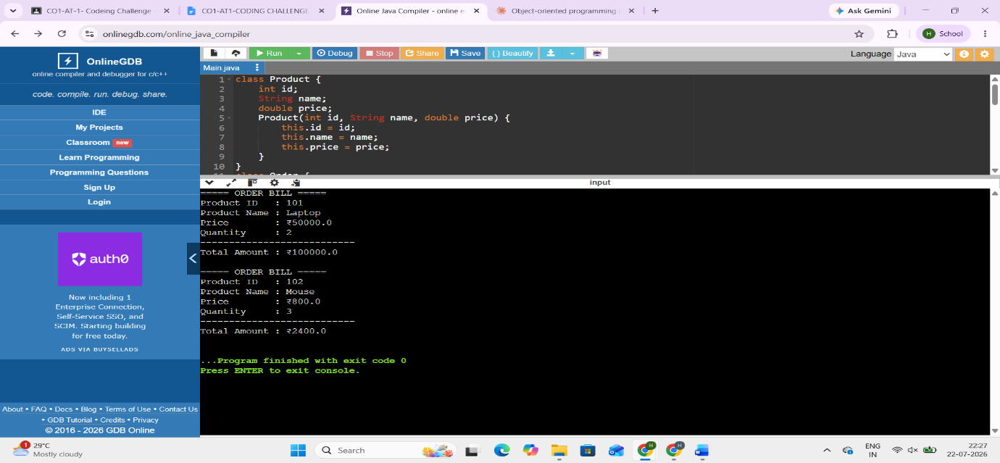 CO1-AT-1- Codeing Challenge -
CO1-AT1-CODING CHALLENGE
Online Java Compiler - online e
Object-oriented programming
Ask Gemini
onlinegdb.com/online_java_compiler
H School
OnlineGDB
online compiler and debugger for c/c++
code. compile. run. debug. share.
IDE
My Projects
Classroom new
Learn Programming
Programming Questions
Sign Up
Login
auth0
Now including 1
Enterprise Connection,
Self-Service SSO, and
SCIM. Starting building
for free today.
ADS VIA BUYSELLADS
About • FAQ • Docs • Blog • Terms of Use • Contact Us
• GDB Tutorial • Credits • Privacy
© 2016 - 2026 GDB Online
Run Debug Stop Share Save { } Beautify
Language Java
Main.java
1 class Product {
2 int id;
3 String name;
4 double price;
5 Product(int id, String name, double price) {
6 this.id = id;
7 this.name = name;
8 this.price = price;
9 }
10 }
11 class Order {
input
===== ORDER BILL =====
Product ID : 101
Product Name : Laptop
Price : ₹50000.0
Quantity : 2
---------------------------
Total Amount : ₹100000.0
===== ORDER BILL =====
Product ID : 102
Product Name : Mouse
Price : ₹800.0
Quantity : 3
---------------------------
Total Amount : ₹2400.0
...Program finished with exit code 0
Press ENTER to exit console.
1
29°C
Mostly cloudy
Search
H
H
ENG
IN
22:27
22-07-2026